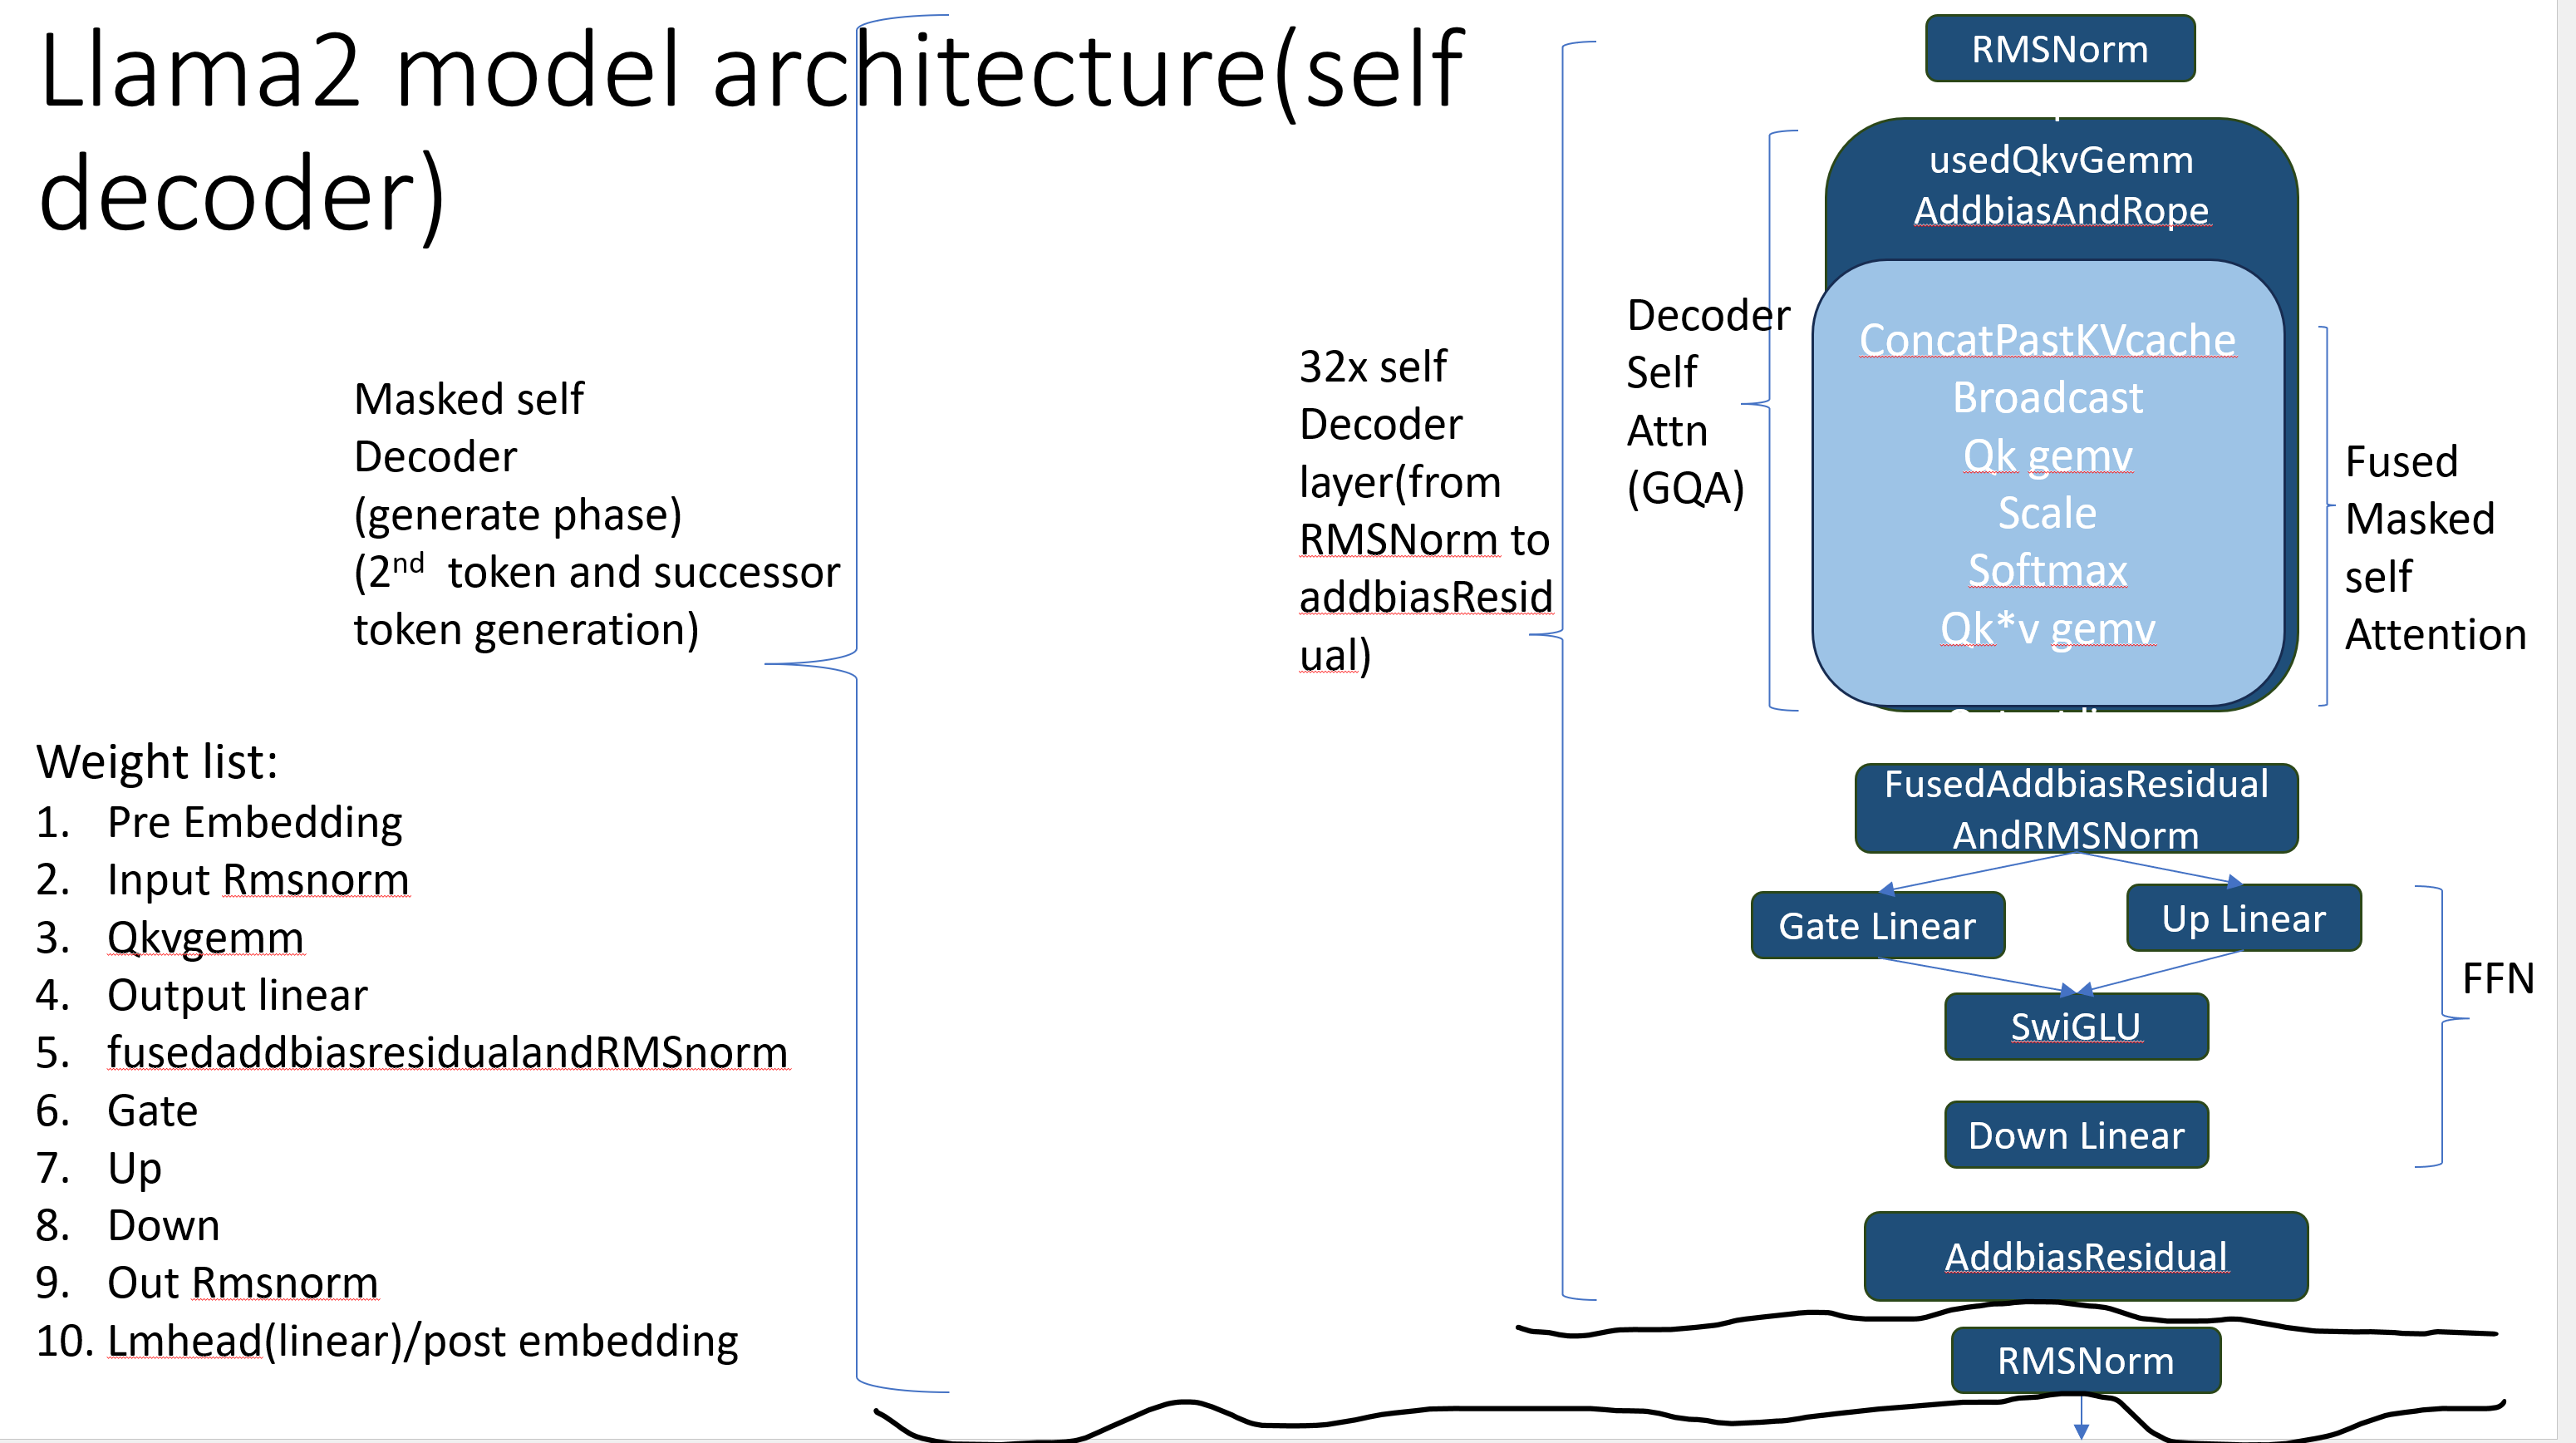 Llama2 model architecture(self
decoder)
Masked self
Decoder
(generate phase)
(2nd token and successor
token generation)
Weight list:
1. Pre Embedding
2. Input Rmsnorm
3. Qkvgemm
4. Output linear
5. fusedaddbiasresidualandRMSnorm
6. Gate
7. Up
8. Down
9. Out Rmsnorm
10. Lmhead(linear)/post embedding
32x self
Decoder
layer(from
RMSNorm to
addbiasResid
ual)
Decoder
Self
Attn
(GQA)
RMSNorm
usedQkvGemm
AddbiasAndRope
ConcatPastKVcache
Broadcast
Qk gemv
Scale
Softmax
Qk*v gemv
Fused
Masked
self
Attention
FusedAddbiasResidual
AndRMSNorm
Gate Linear
Up Linear
SwiGLU
Down Linear
FFN
AddbiasResidual
RMSNorm